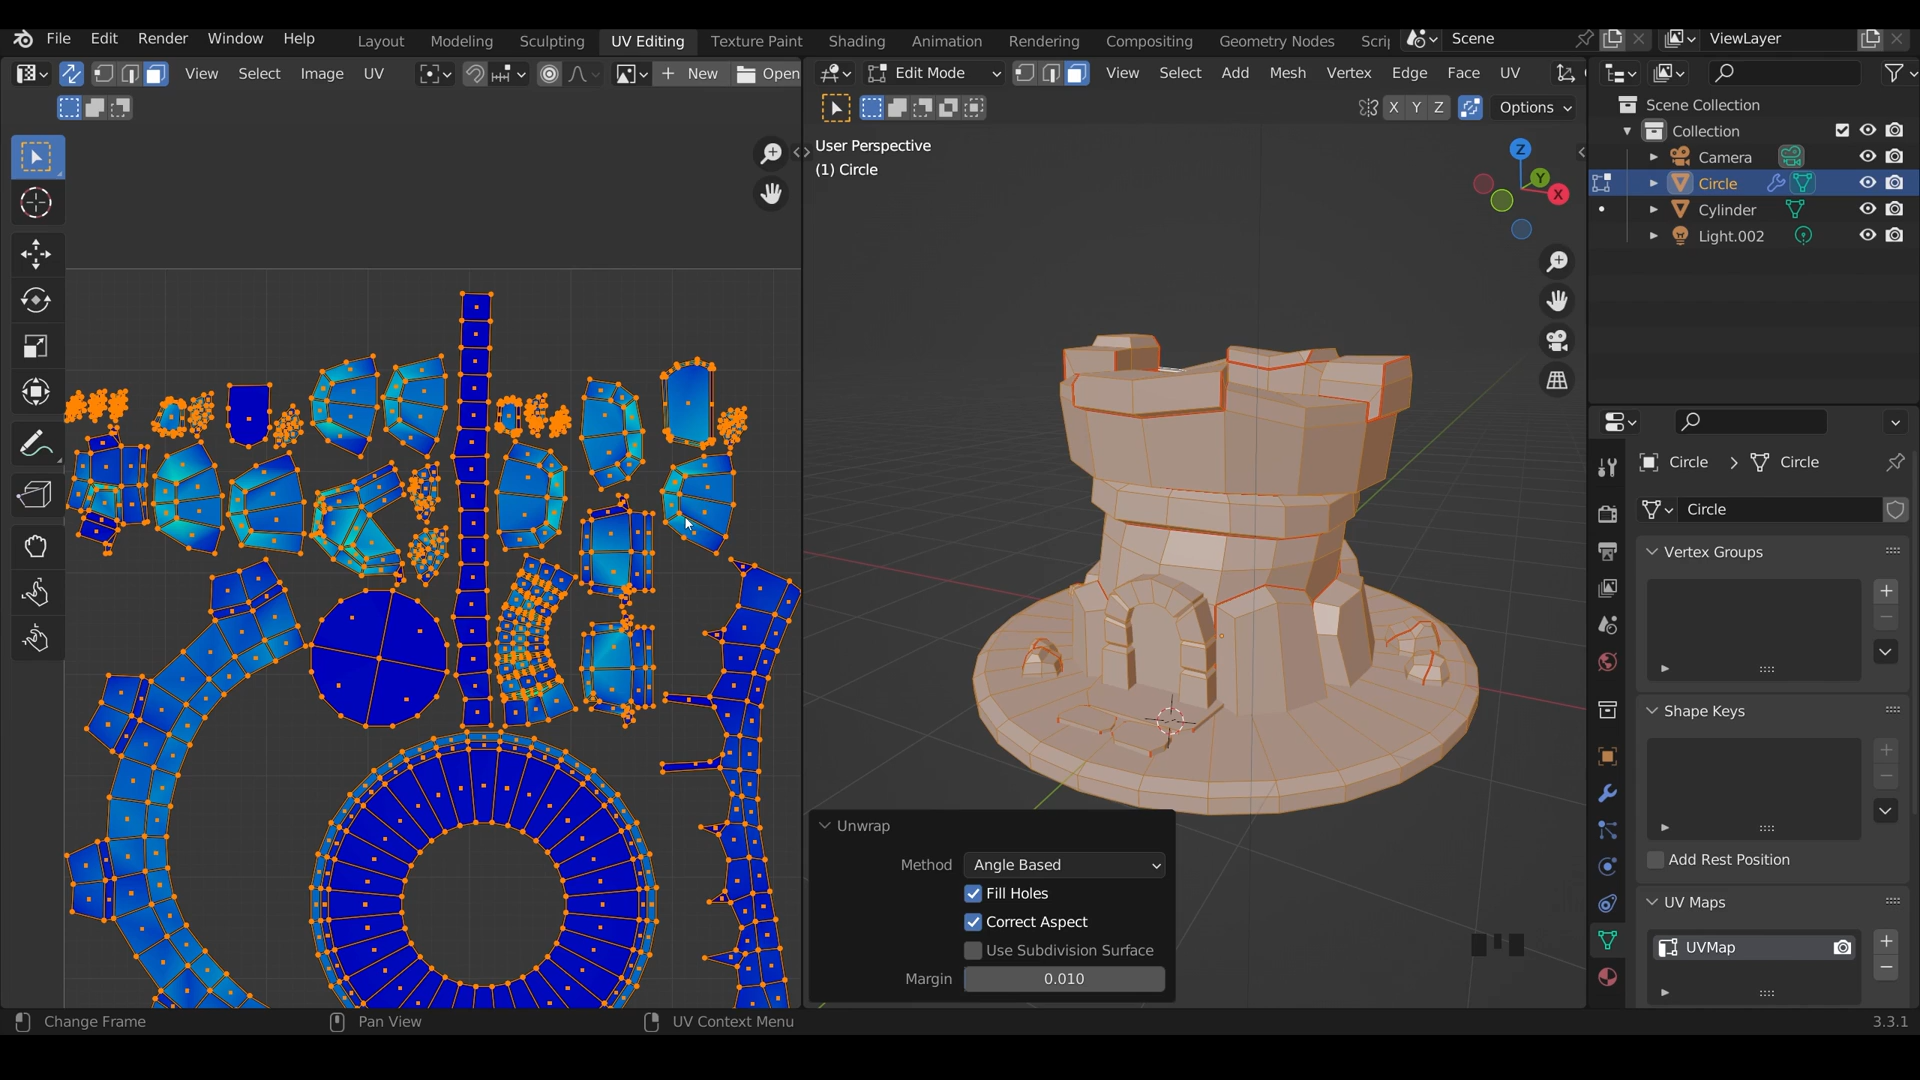 File Edit Render Window Help Layout Modeling Sculpting UV Editing Texture Paint Shading Animation Rendering Compositing Geometry Nodes Scrip Scene ViewLayer
View Select Image UV New Open Edit Mode View Select Add Mesh Vertex Edge Face UV
X Y Z Options
User Perspective
(1) Circle
Z
Y
X
Scene Collection
Collection
Camera
Circle
Cylinder
Light.002
Circle Circle
Circle
Vertex Groups
Shape Keys
Add Rest Position
UV Maps
UVMap
Unwrap
Method Angle Based
Fill Holes
Correct Aspect
Use Subdivision Surface
Margin 0.010
Change Frame Pan View UV Context Menu 3.3.1